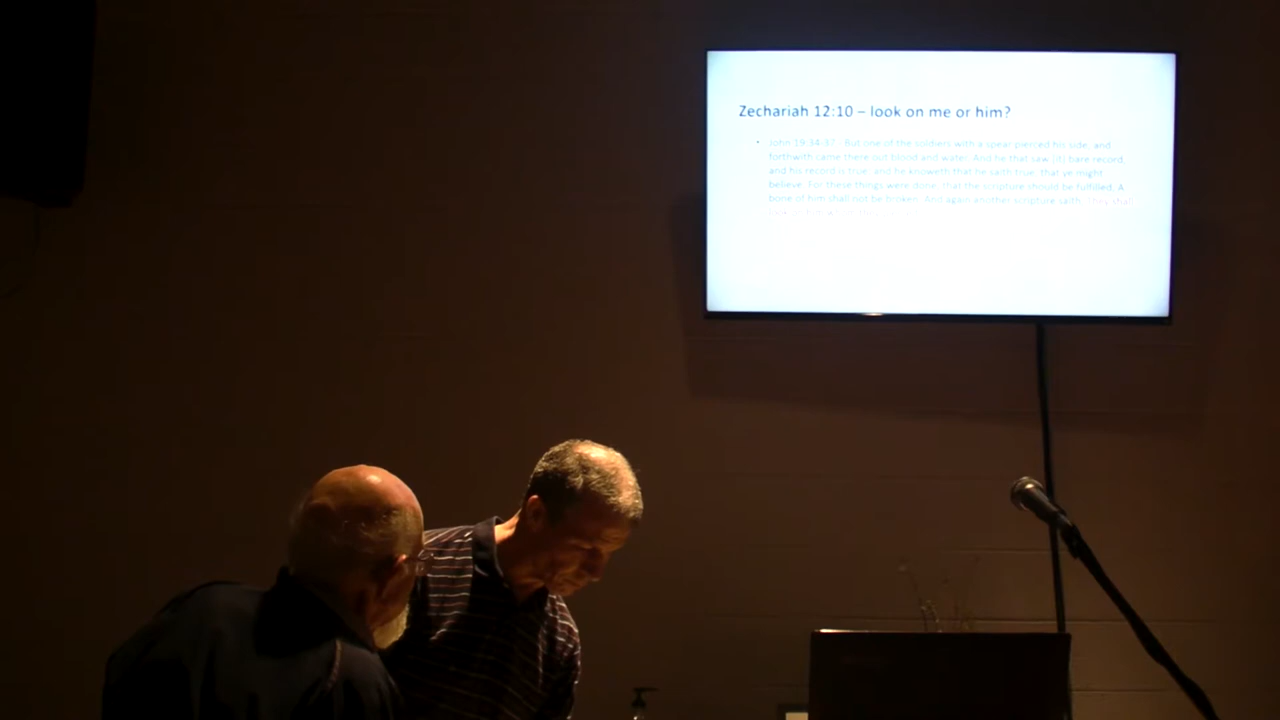 Zechariah 12:10 – look on me or him?
• John 19:34-37 - But one of the soldiers with a spear pierced his side, and
forthwith came there out blood and water. And he that saw (it) bare record,
and his record is true: and he knoweth that he saith true, that ye might
believe. For these things were done, that the scripture should be fulfilled, A
bone of him shall not be broken. And again another scripture saith, They shall
look on him